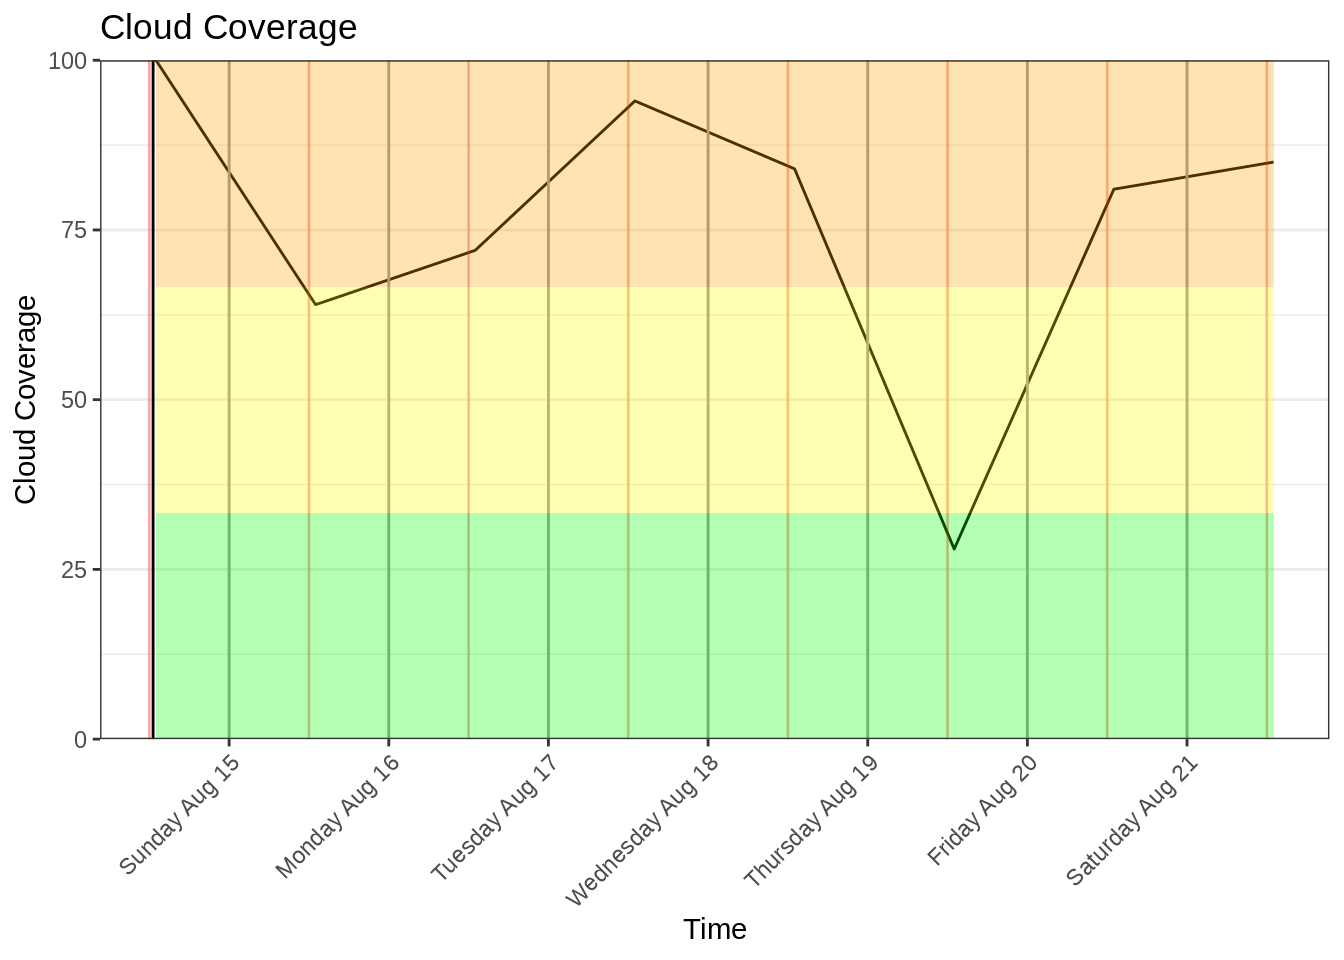 Cloud Coverage
100
75
50
25
0
Cloud Coverage
Sunday Aug 15
Monday Aug 16
Tuesday Aug 17
Wednesday Aug 18
Thursday Aug 19
Friday Aug 20
Saturday Aug 21
Time